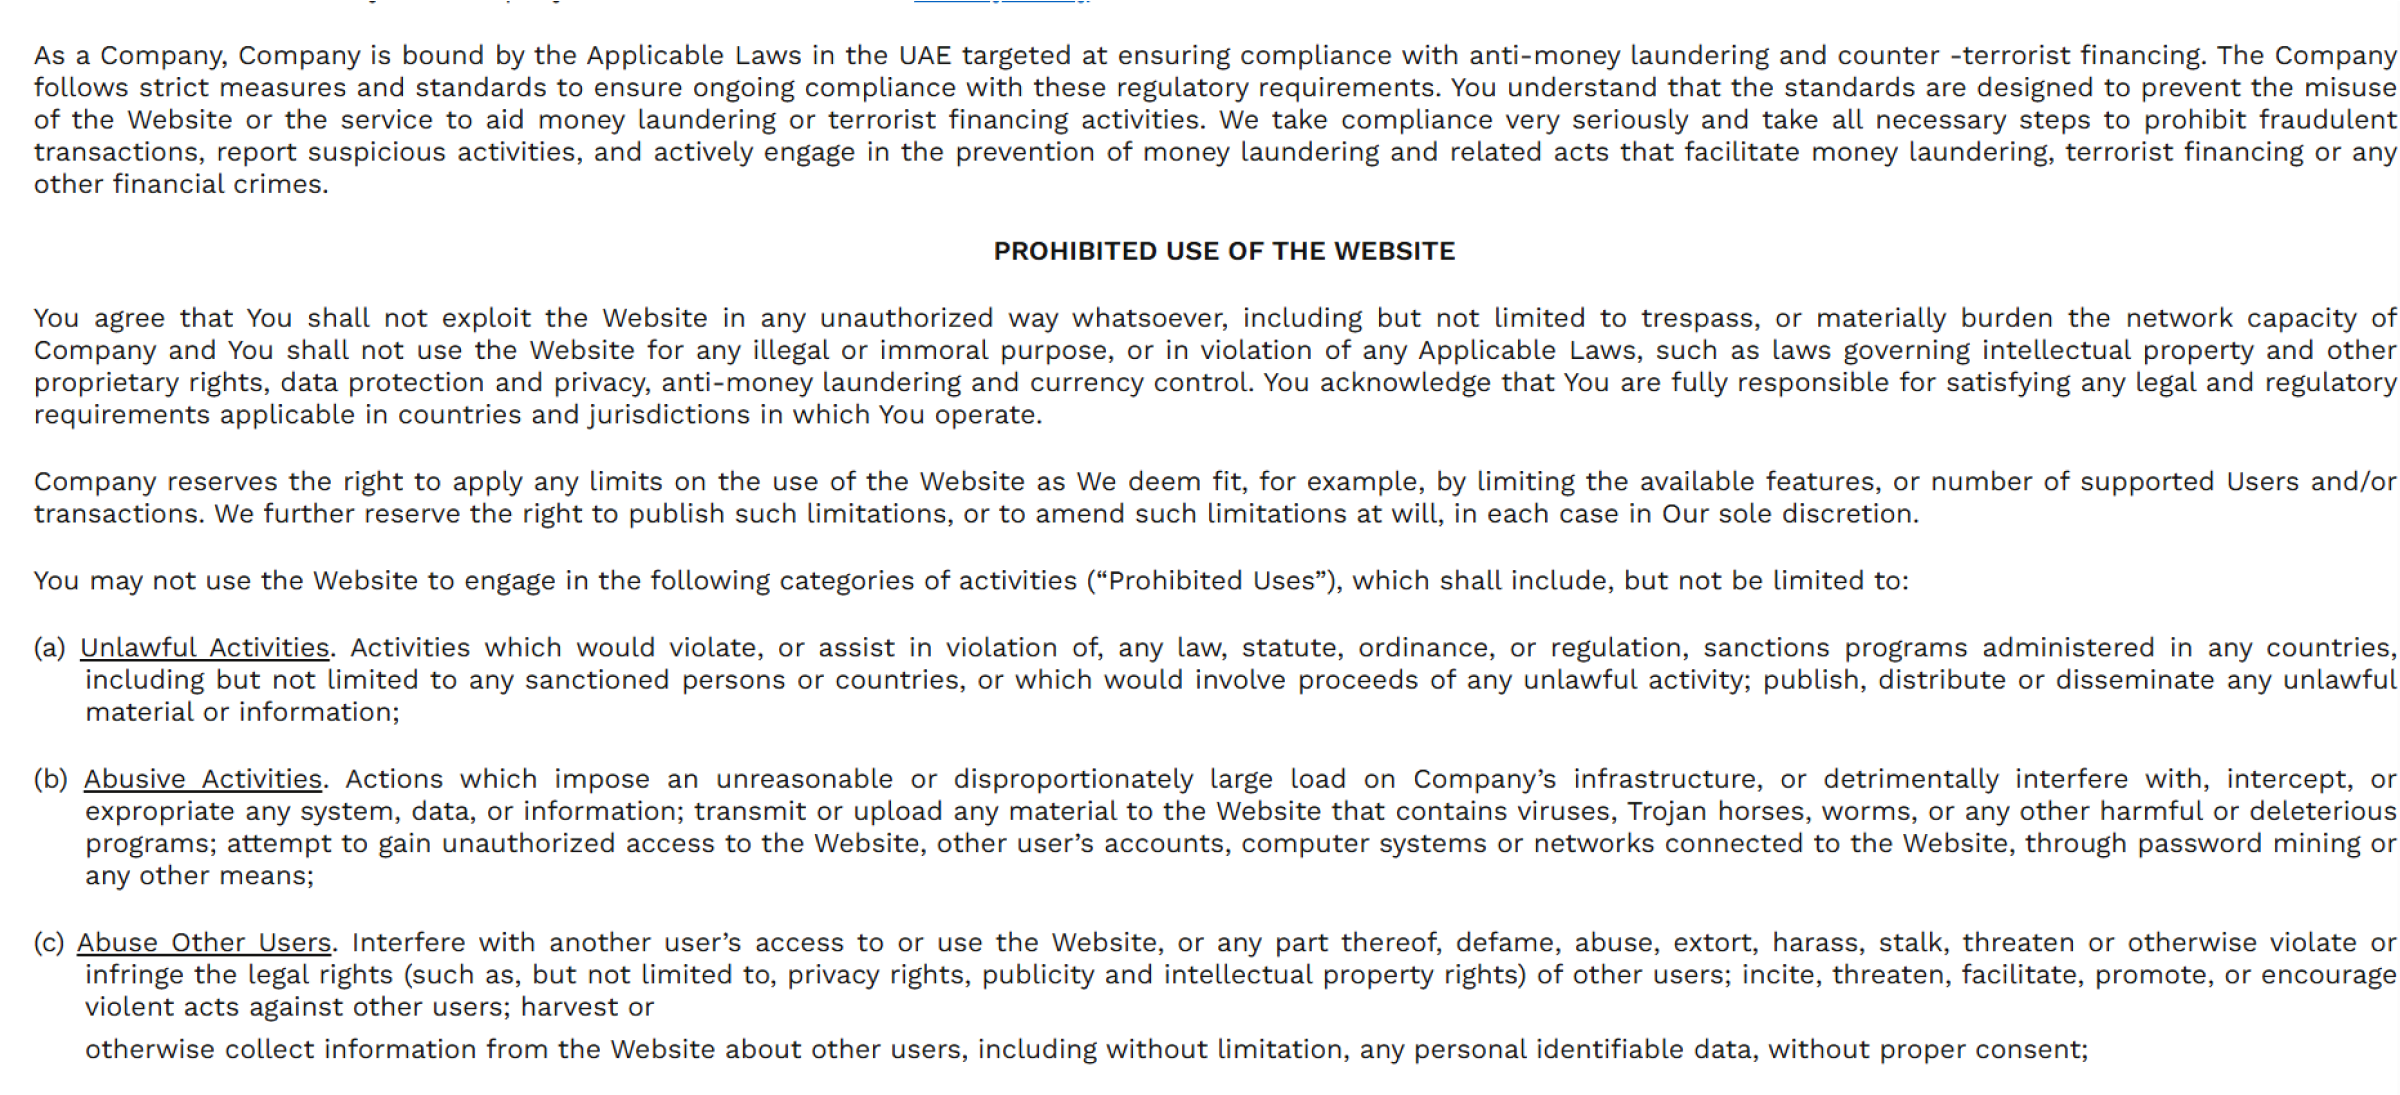 As a Company, Company is bound by the Applicable Laws in the UAE targeted at ensuring compliance with anti-money laundering and counter -terrorist financing. The Company
follows strict measures and standards to ensure ongoing compliance with these regulatory requirements. You understand that the standards are designed to prevent the misuse
of the Website or the service to aid money laundering or terrorist financing activities. We take compliance very seriously and take all necessary steps to prohibit fraudulent
transactions, report suspicious activities, and actively engage in the prevention of money laundering and related acts that facilitate money laundering, terrorist financing or any
other financial crimes.
PROHIBITED USE OF THE WEBSITE
You agree that You shall not exploit the Website in any unauthorized way whatsoever, including but not limited to trespass, or materially burden the network capacity of
Company and You shall not use the Website for any illegal or immoral purpose, or in violation of any Applicable Laws, such as laws governing intellectual property and other
proprietary rights, data protection and privacy, anti-money laundering and currency control. You acknowledge that You are fully responsible for satisfying any legal and regulatory
requirements applicable in countries and jurisdictions in which You operate.
Company reserves the right to apply any limits on the use of the Website as We deem fit, for example, by limiting the available features, or number of supported Users and/or
transactions. We further reserve the right to publish such limitations, or to amend such limitations at will, in each case in Our sole discretion.
You may not use the Website to engage in the following categories of activities (“Prohibited Uses”), which shall include, but not be limited to:
(a) Unlawful Activities. Activities which would violate, or assist in violation of, any law, statute, ordinance, or regulation, sanctions programs administered in any countries,
including but not limited to any sanctioned persons or countries, or which would involve proceeds of any unlawful activity; publish, distribute or disseminate any unlawful
material or information;
(b) Abusive Activities. Actions which impose an unreasonable or disproportionately large load on Company’s infrastructure, or detrimentally interfere with, intercept, or
expropriate any system, data, or information; transmit or upload any material to the Website that contains viruses, Trojan horses, worms, or any other harmful or deleterious
programs; attempt to gain unauthorized access to the Website, other user’s accounts, computer systems or networks connected to the Website, through password mining or
any other means;
(c) Abuse Other Users. Interfere with another user’s access to or use the Website, or any part thereof, defame, abuse, extort, harass, stalk, threaten or otherwise violate or
infringe the legal rights (such as, but not limited to, privacy rights, publicity and intellectual property rights) of other users; incite, threaten, facilitate, promote, or encourage
violent acts against other users; harvest or
otherwise collect information from the Website about other users, including without limitation, any personal identifiable data, without proper consent;